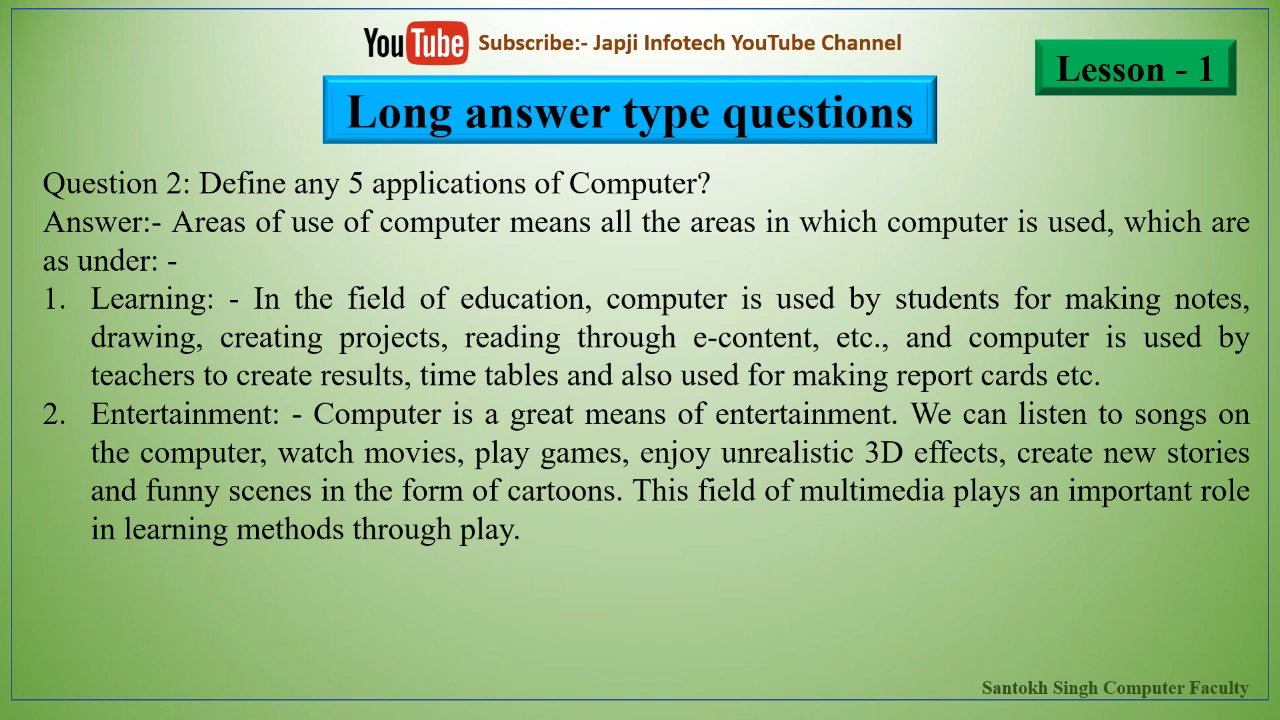 YouTube Subscribe:- Japji Infotech YouTube Channel
Lesson - 1
Long answer type questions
Question 2: Define any 5 applications of Computer?
Answer:- Areas of use of computer means all the areas in which computer is used, which are
as under: -
1. Learning: - In the field of education, computer is used by students for making notes,
drawing, creating projects, reading through e-content, etc., and computer is used by
teachers to create results, time tables and also used for making report cards etc.
2. Entertainment: - Computer is a great means of entertainment. We can listen to songs on
the computer, watch movies, play games, enjoy unrealistic 3D effects, create new stories
and funny scenes in the form of cartoons. This field of multimedia plays an important role
in learning methods through play.
Santokh Singh Computer Faculty